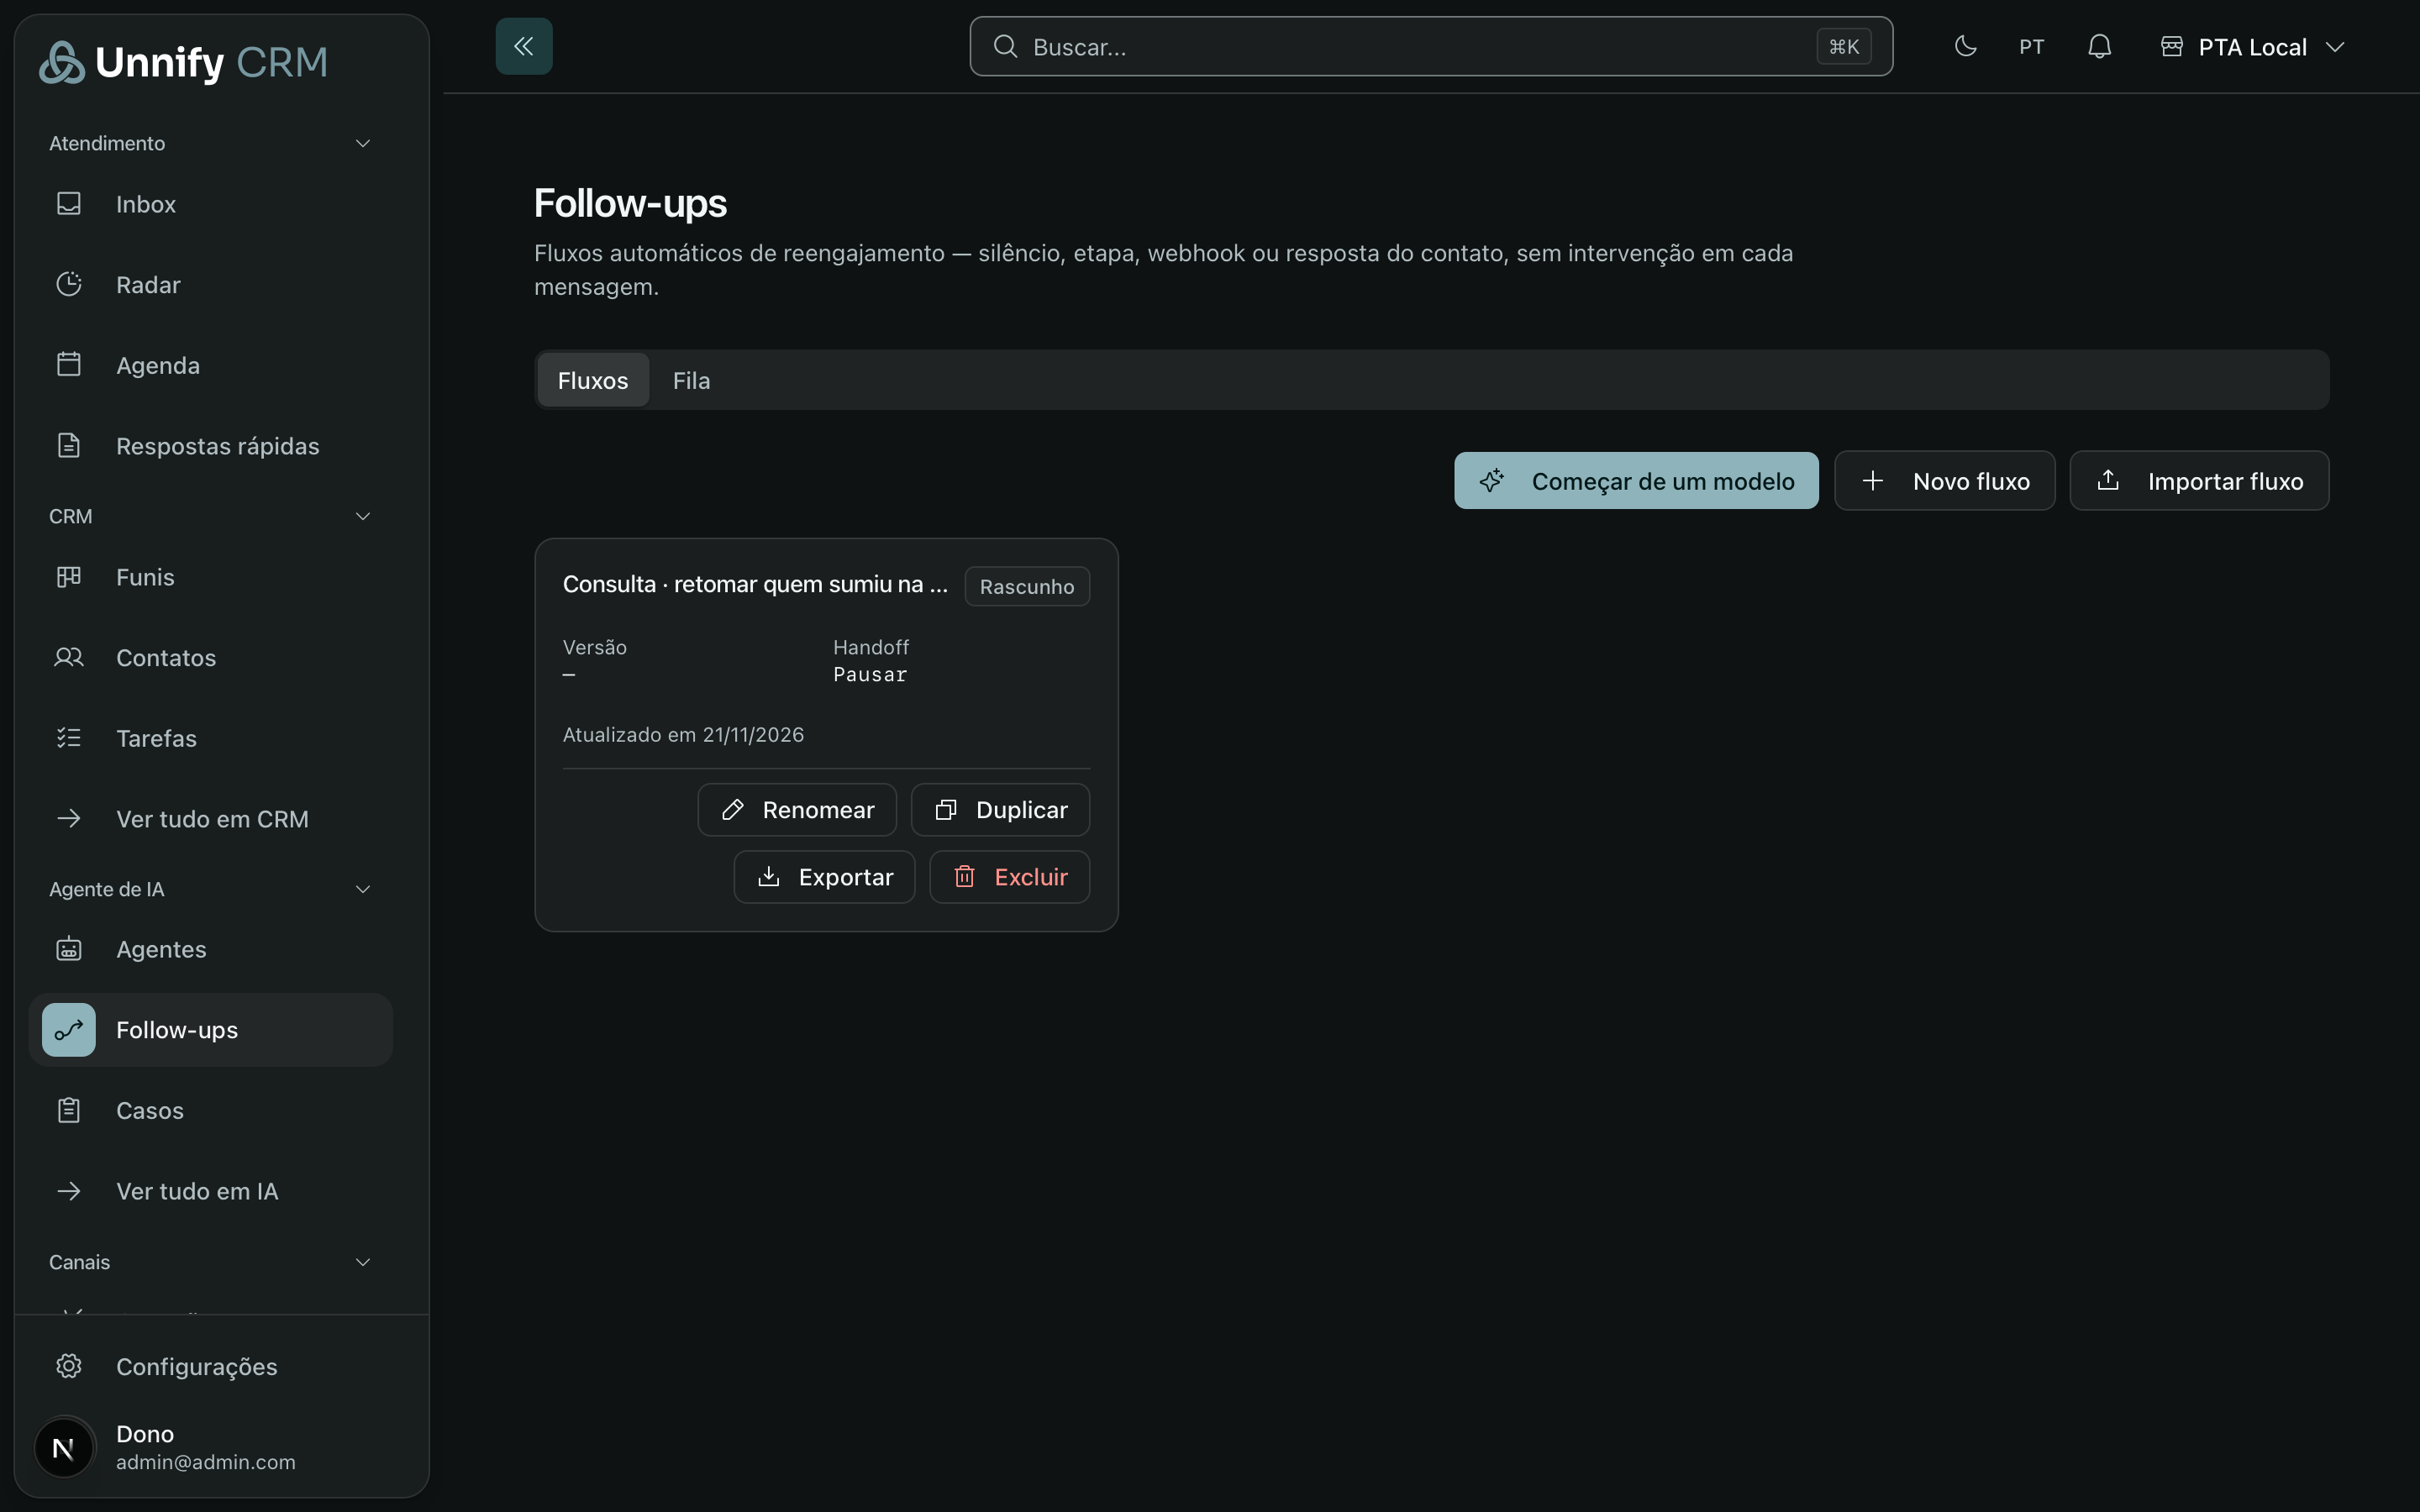 Unnify CRM
Atendimento
Inbox
Radar
Agenda
Respostas rápidas
CRM
Funis
Contatos
Tarefas
Ver tudo em CRM
Agente de IA
Agentes
Follow-ups
Casos
Ver tudo em IA
Canais
Configurações
N
Dono
admin@admin.com
Buscar...
⌘K
PT
PTA Local
Follow-ups
Fluxos automáticos de reengajamento — silêncio, etapa, webhook ou resposta do contato, sem intervenção em cada
mensagem.
Fluxos
Fila
Começar de um modelo
Novo fluxo
Importar fluxo
Consulta · retomar quem sumiu na ...
Rascunho
Versão
Handoff
—
Pausar
Atualizado em 21/11/2026
Renomear
Duplicar
Exportar
Excluir